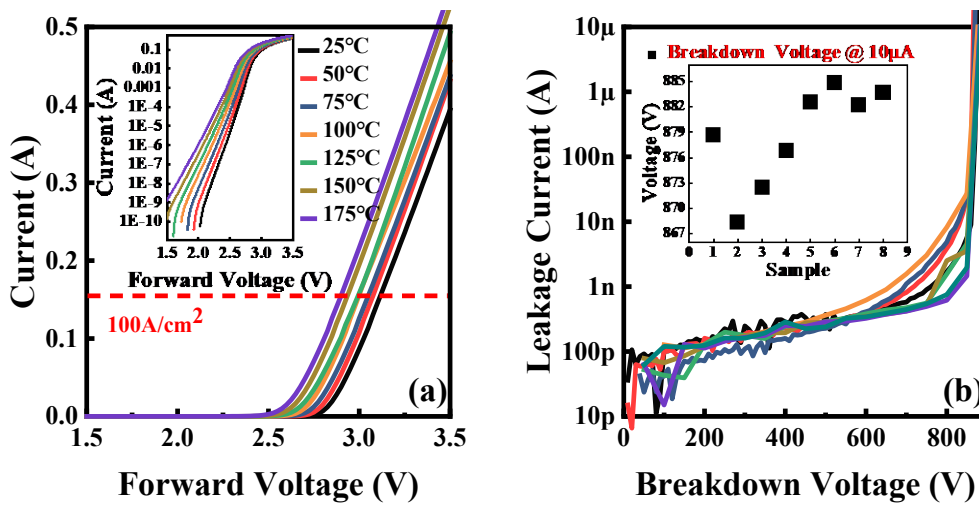 0.5
0.4
0.3
0.2
0.1
0.0
1.5
2.0
2.5
3.0
3.5
Current (A)
Forward Voltage (V)
25°C
50°C
75°C
100°C
125°C
150°C
175°C
100A/cm²
(a)
0.1
0.01
0.001
1E-4
1E-5
1E-6
1E-7
1E-8
1E-9
1E-10
1.5 2.0 2.5 3.0 3.5
Current (A)
Forward Voltage (V)
10μ
1μ
100n
10n
1n
100p
10p
0 200 400 600 800
Leakage Current (A)
Breakdown Voltage (V)
(b)
Breakdown Voltage @ 10μA
885
882
879
876
873
870
867
0 1 2 3 4 5 6 7 8 9
Voltage (V)
Sample